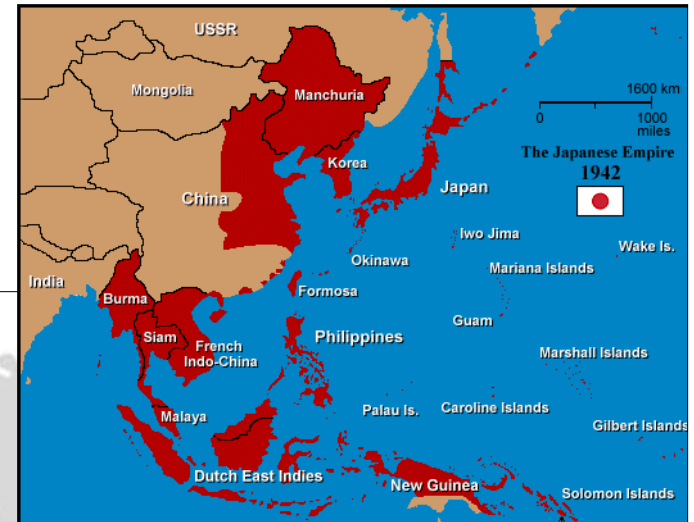 USSR
Mongolia
Manchuria
1600 km
0
1000
miles
The Japanese Empire
1942
Korea
Japan
China
Iwo Jima
Wake Is.
Okinawa
Mariana Islands
India
Burma
Formosa
Guam
Siam
French
Indo-China
Philippines
Marshall Islands
Malaya
Palau Is.
Caroline Islands
Gilbert Islands
Dutch East Indies
New Guinea
Solomon Islands